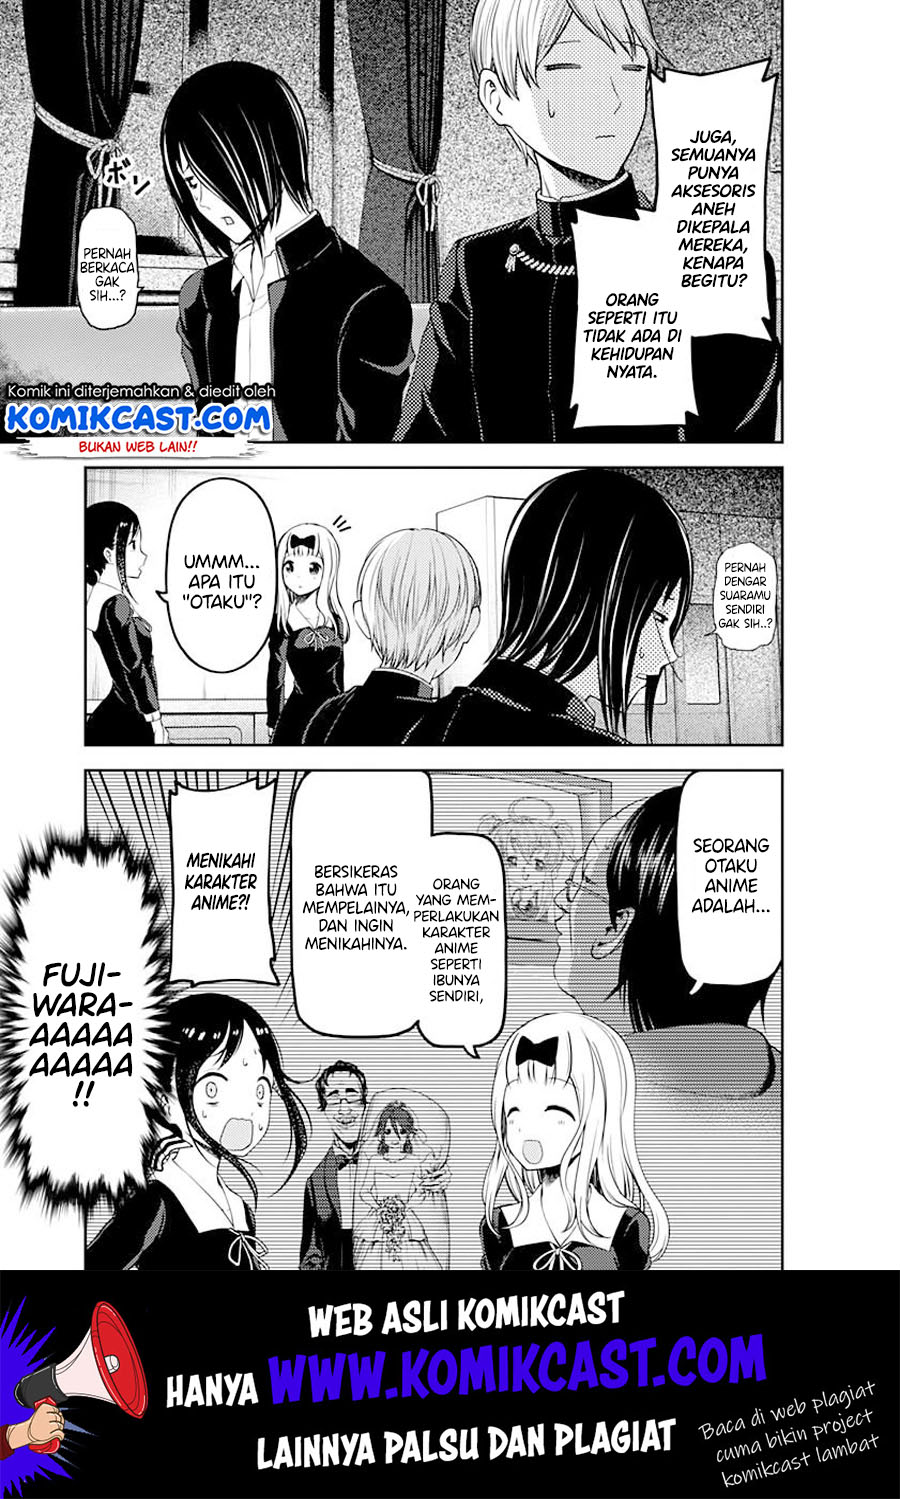 JUGA,
SEMUANYA
PUNYA
AKSESORIS
ANEH
DIKEPALA
MEREKA,
KENAPA
BEGITU?
ORANG
SEPERTI ITU
TIDAK ADA DI
KEHIDUPAN
NYATA.
ボソ
PERNAH
BERKACA
GAK
SIH...?
Komik ini diterjemahkan & diedit oleh
KOMIKCAST.COM
BUKAN WEB LAIN!!
PERNAH
DENGAR
SUARAMU
SENDIRI
GAK SIH..?
UMMM...
APA ITU
"OTAKU"?
SEORANG
OTAKU
ANIME
ADALAH...
ORANG
YANG MEM-
PERLAKUKAN
KARAKTER
ANIME
SEPERTI
IBUNYA
SENDIRI,
BERSIKERAS
BAHWA ITU
MEMPELAINYA,
DAN INGIN
MENIKAHINYA.
MENIKAHI
KARAKTER
ANIME?!
FUJI-
WARA-
AAAAA
AAAAA
!!
WEB ASLI KOMIKCAST
HANYA WWW.KOMIKCAST.COM
LAINNYA PALSU DAN PLAGIAT
Baca di web plagiat
cuma bikin project
komikcast lambat